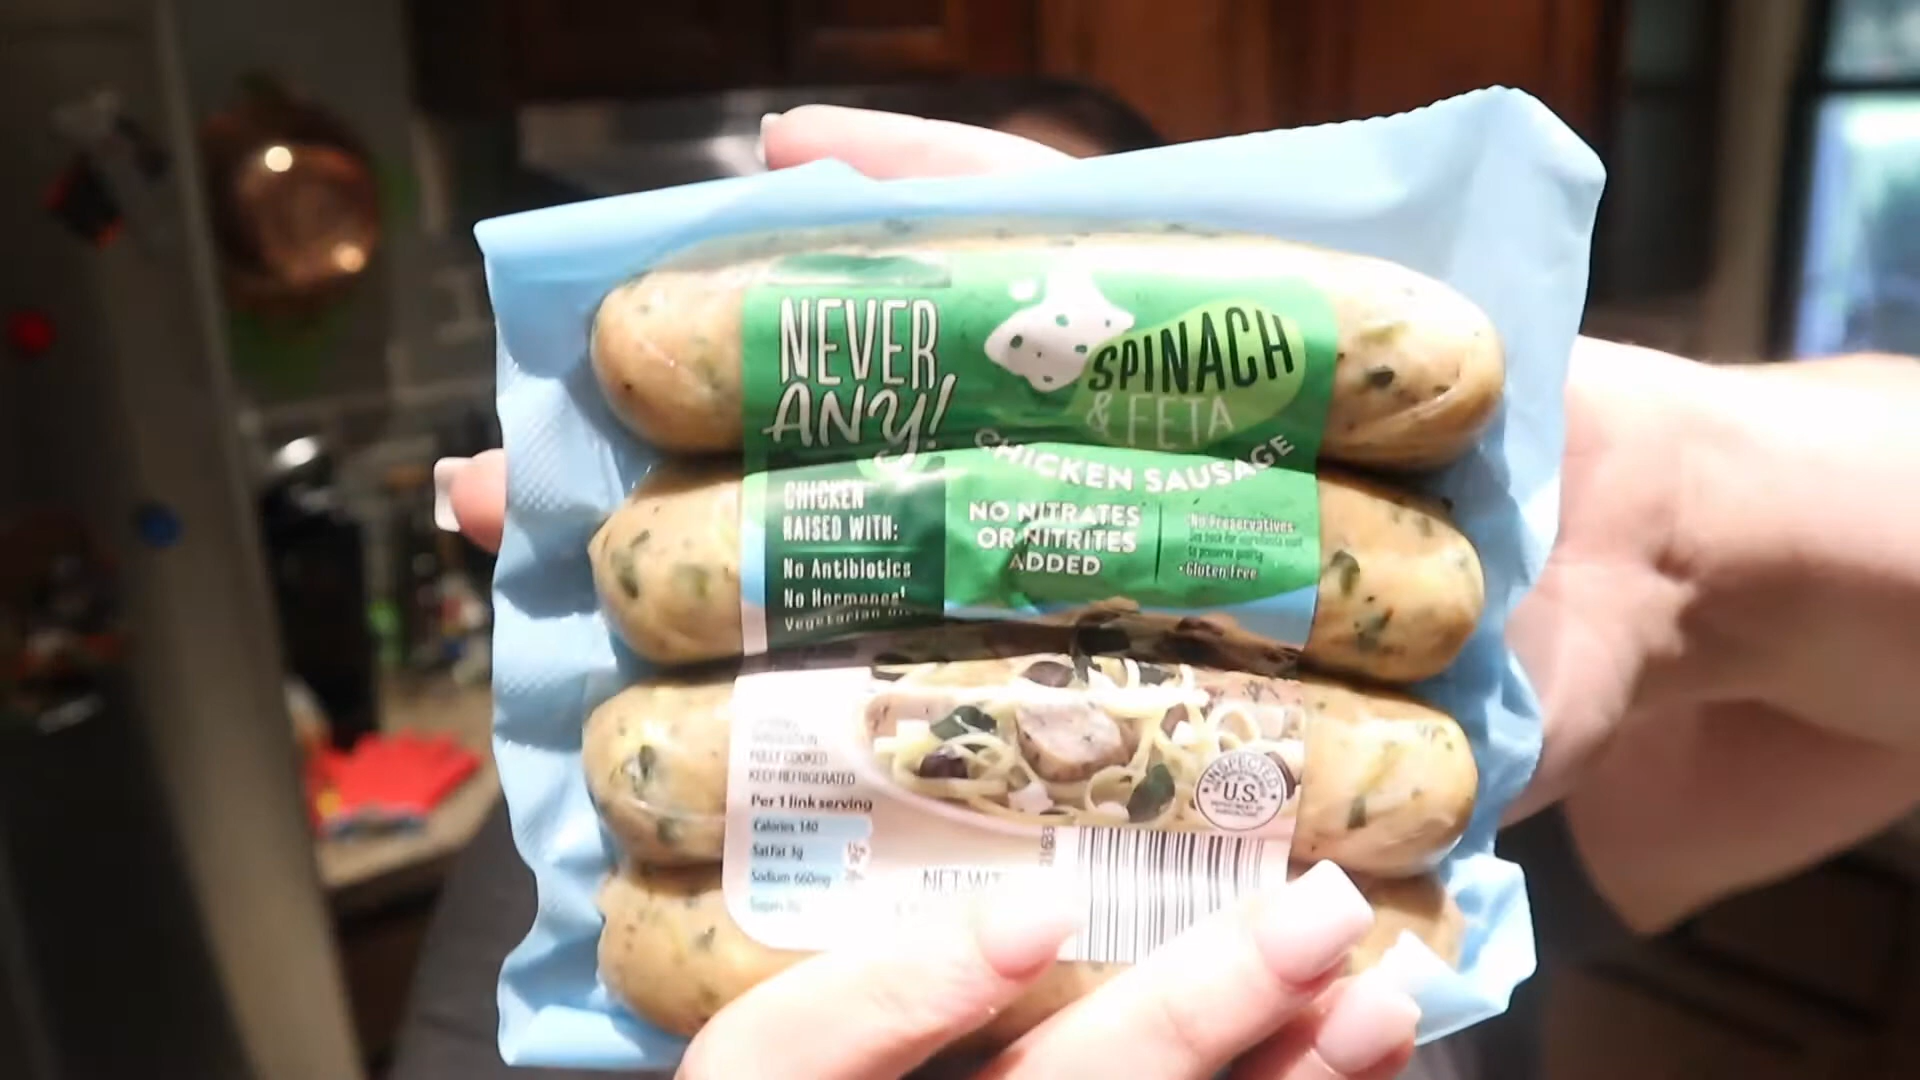 NEVER
ANY!
SPINACH
& FETA
CHICKEN SAUSAGE
CHICKEN
RAISED WITH:
No Antibiotics
No Hormones†
Vegetarian
NO NITRATES
OR NITRITES
ADDED
No Preservatives
• Gluten Free
FULLY COOKED
KEEP REFRIGERATED
Per 1 link serving
Calories 140
Sat Fat 3g
Sodium 660mg
NET WT
INSPECTED
U.S.